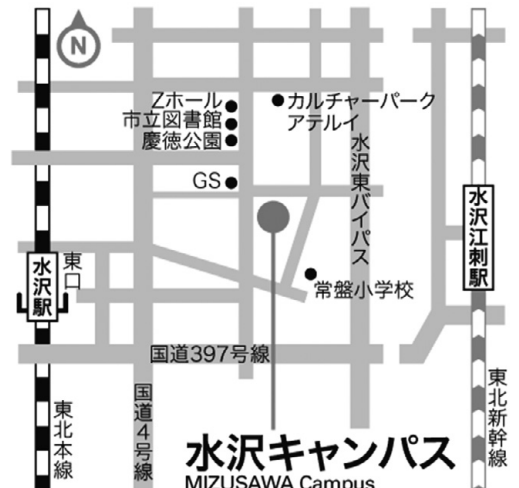 N
Zホール
市立図書館
慶徳公園
カルチャーパーク
アテルイ
GS
水沢東バイパス
水沢江刺駅
水沢駅
東口
常盤小学校
国道397号線
東北本線
国道4号線
東北新幹線
水沢キャンパス
MIZUSAWA Campus